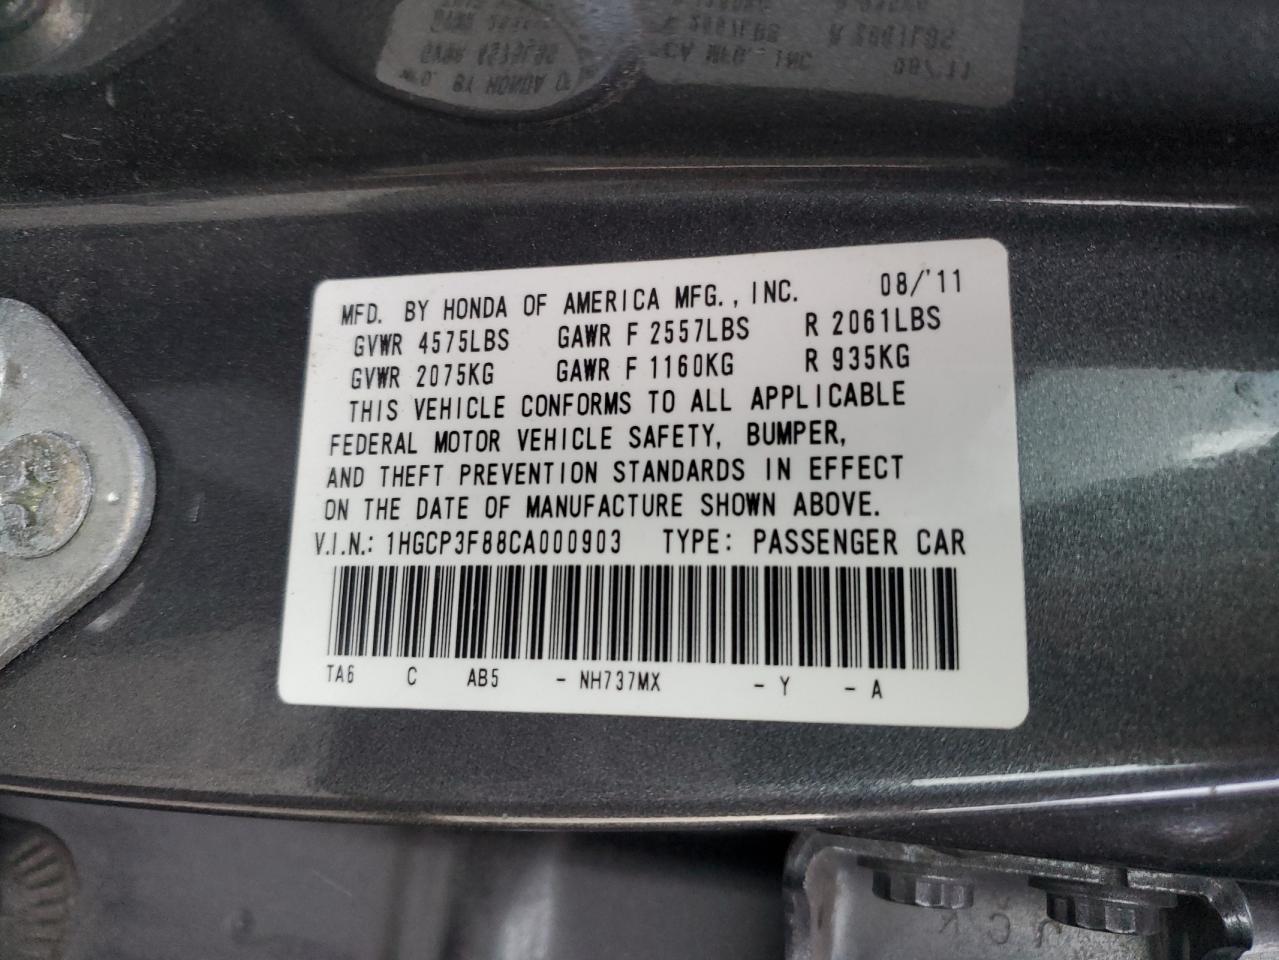 MFD. BY HONDA OF AMERICA MFG., INC. 08/'11
GVWR 4575LBS GAWR F 2557LBS R 2061LBS
GVWR 2075KG GAWR F 1160KG R 935KG
THIS VEHICLE CONFORMS TO ALL APPLICABLE
FEDERAL MOTOR VEHICLE SAFETY, BUMPER,
AND THEFT PREVENTION STANDARDS IN EFFECT
ON THE DATE OF MANUFACTURE SHOWN ABOVE.
V.I.N.: 1HGCP3F88CA000903 TYPE: PASSENGER CAR
TA6 C AB5 - NH737MX - Y - A